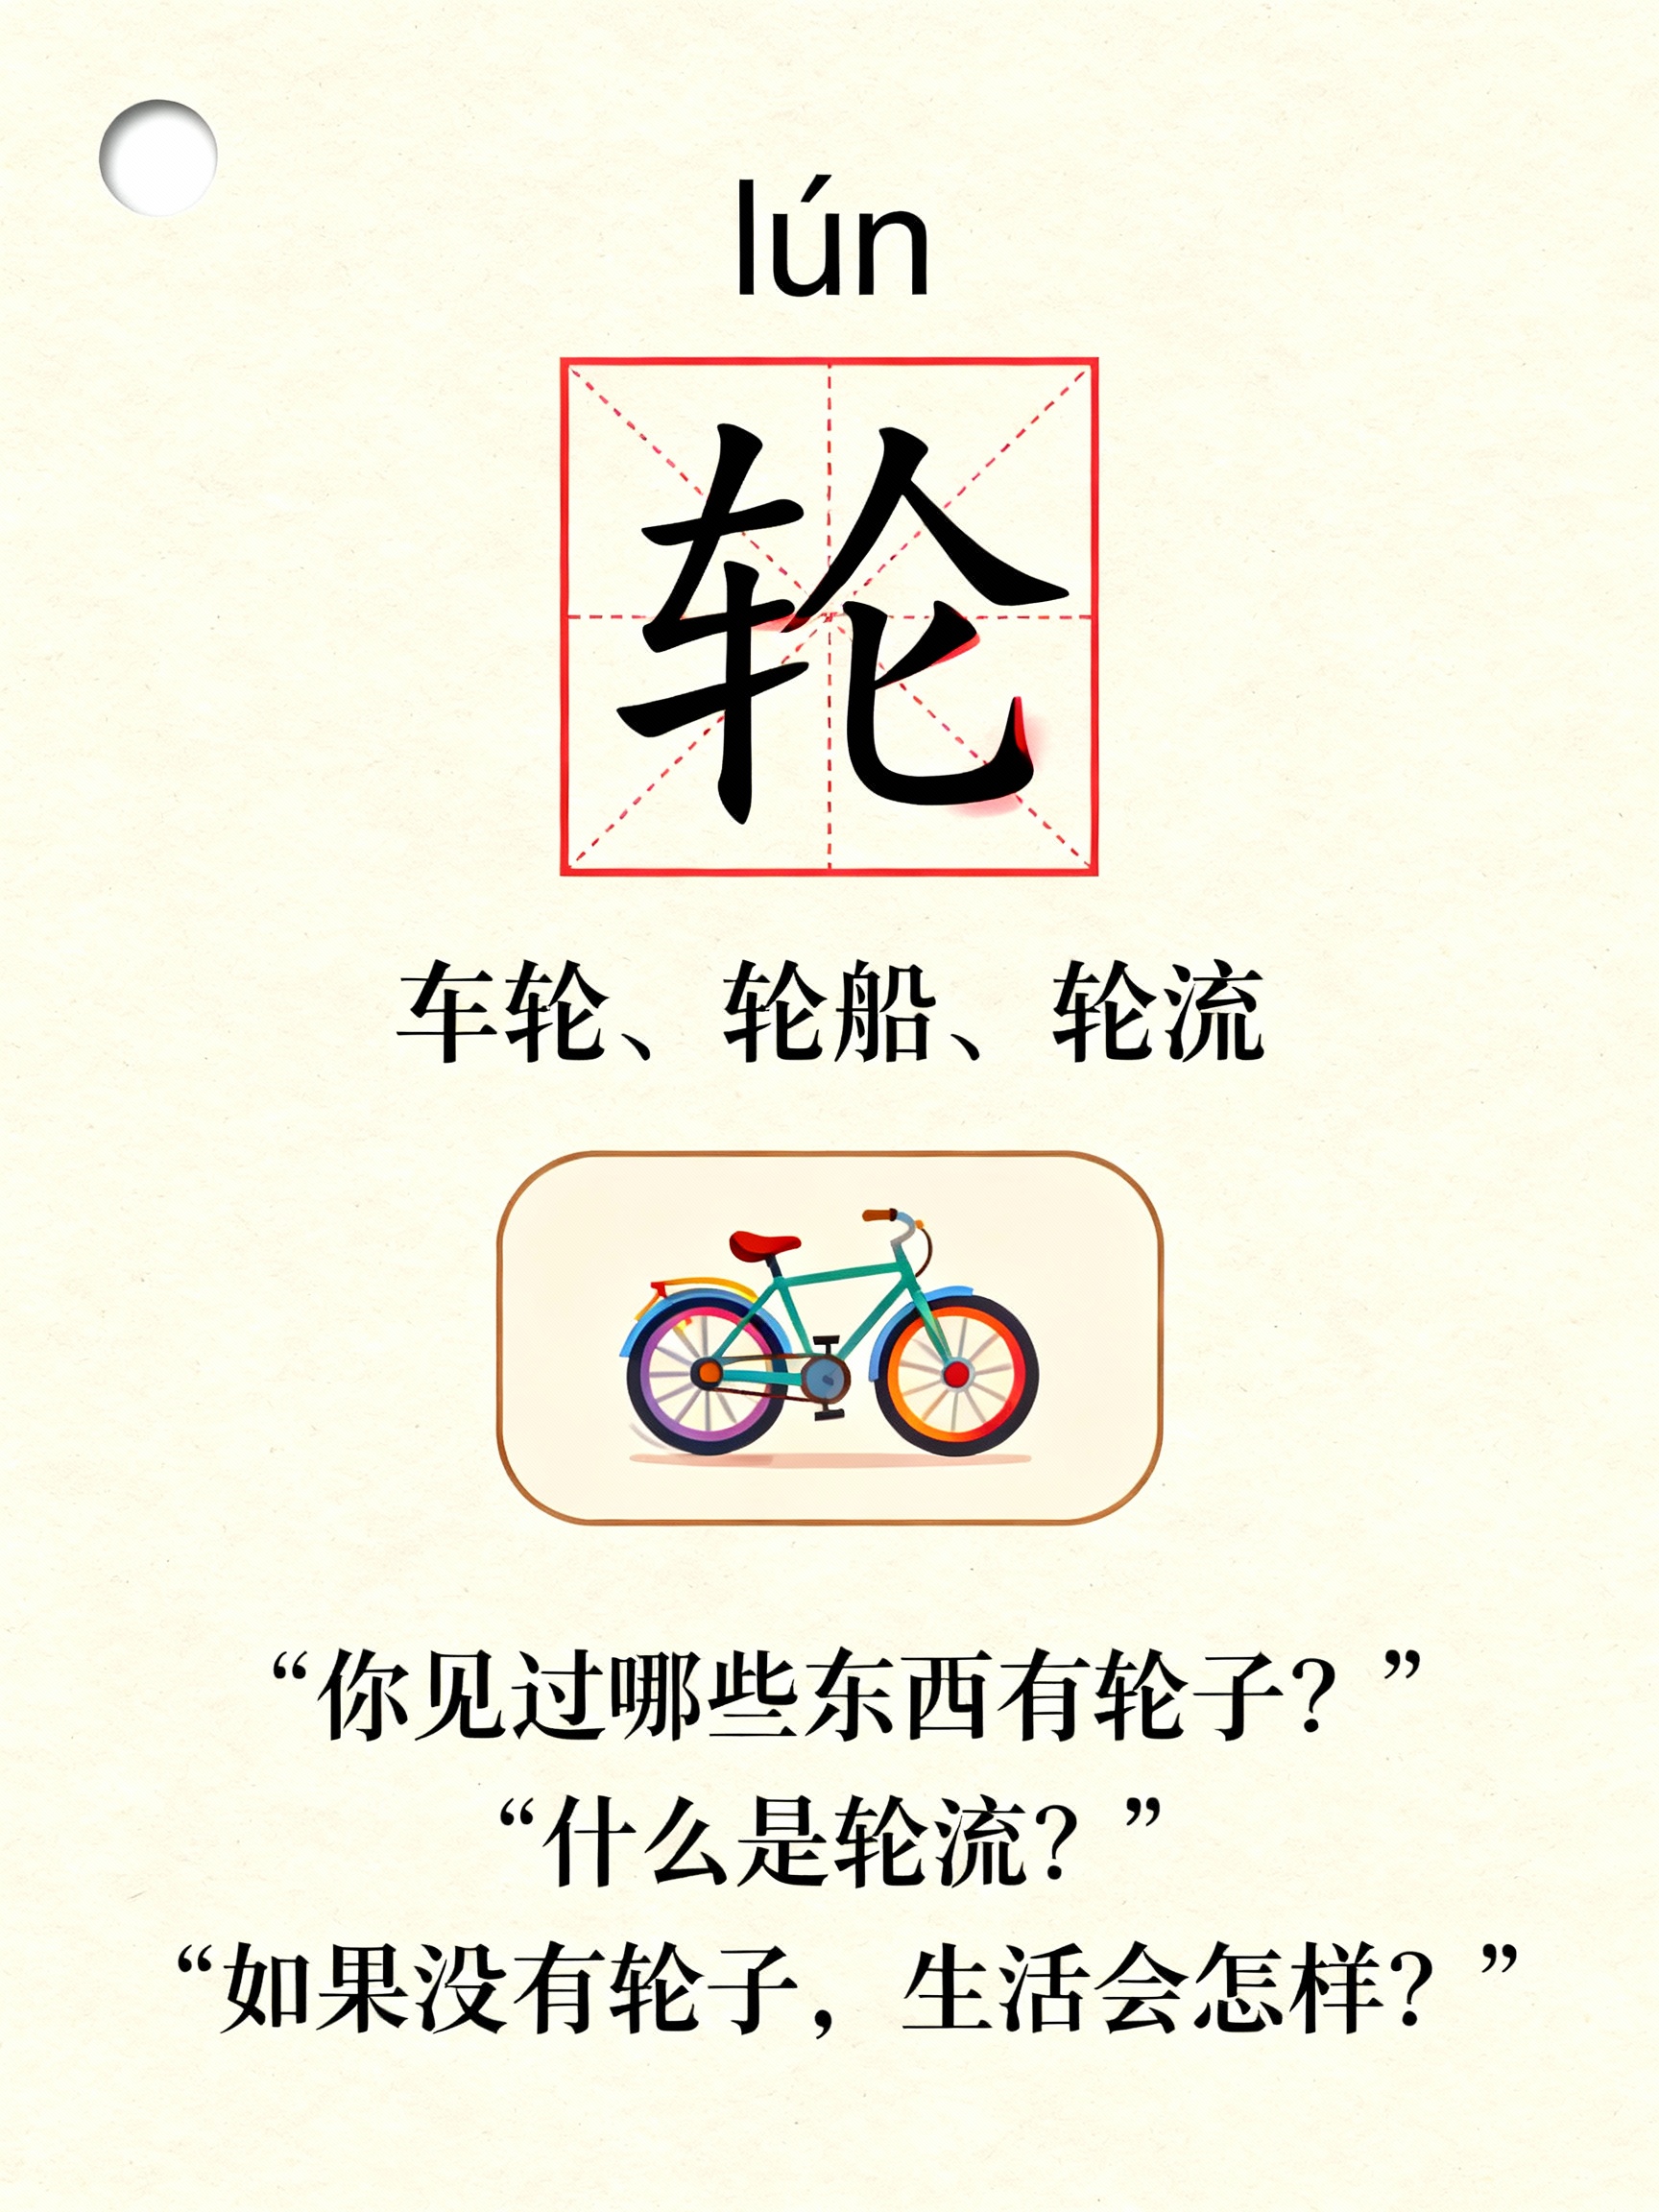 lún
轮
车轮、轮船、轮流
“你见过哪些东西有轮子？”
“什么是轮流？”
“如果没有轮子，生活会怎样？”